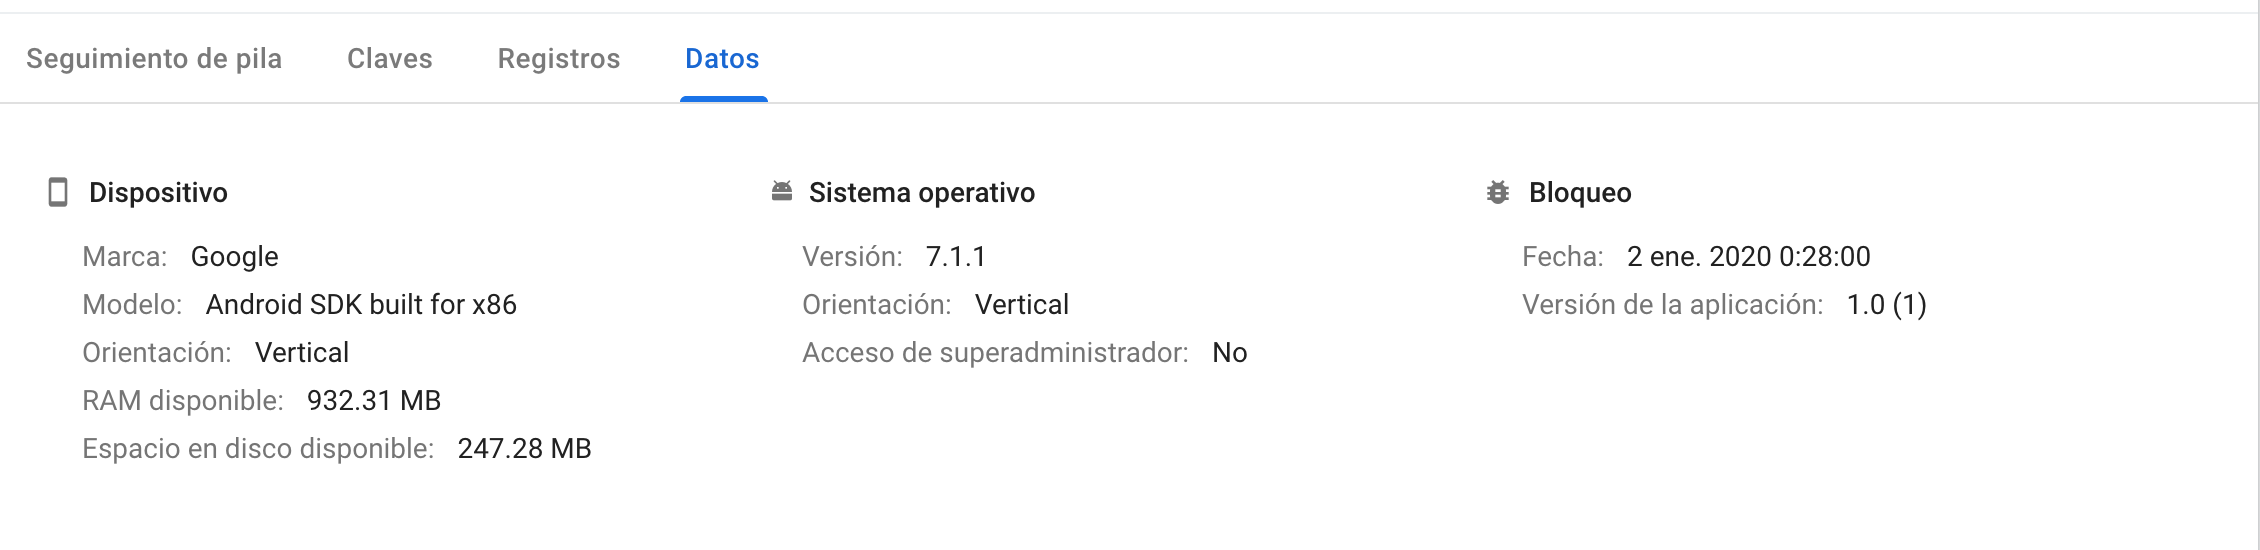 Seguimiento de pila Claves Registros Datos
Dispositivo
Marca: Google
Modelo: Android SDK built for x86
Orientación: Vertical
RAM disponible: 932.31 MB
Espacio en disco disponible: 247.28 MB
Sistema operativo
Versión: 7.1.1
Orientación: Vertical
Acceso de superadministrador: No
Bloqueo
Fecha: 2 ene. 2020 0:28:00
Versión de la aplicación: 1.0 (1)